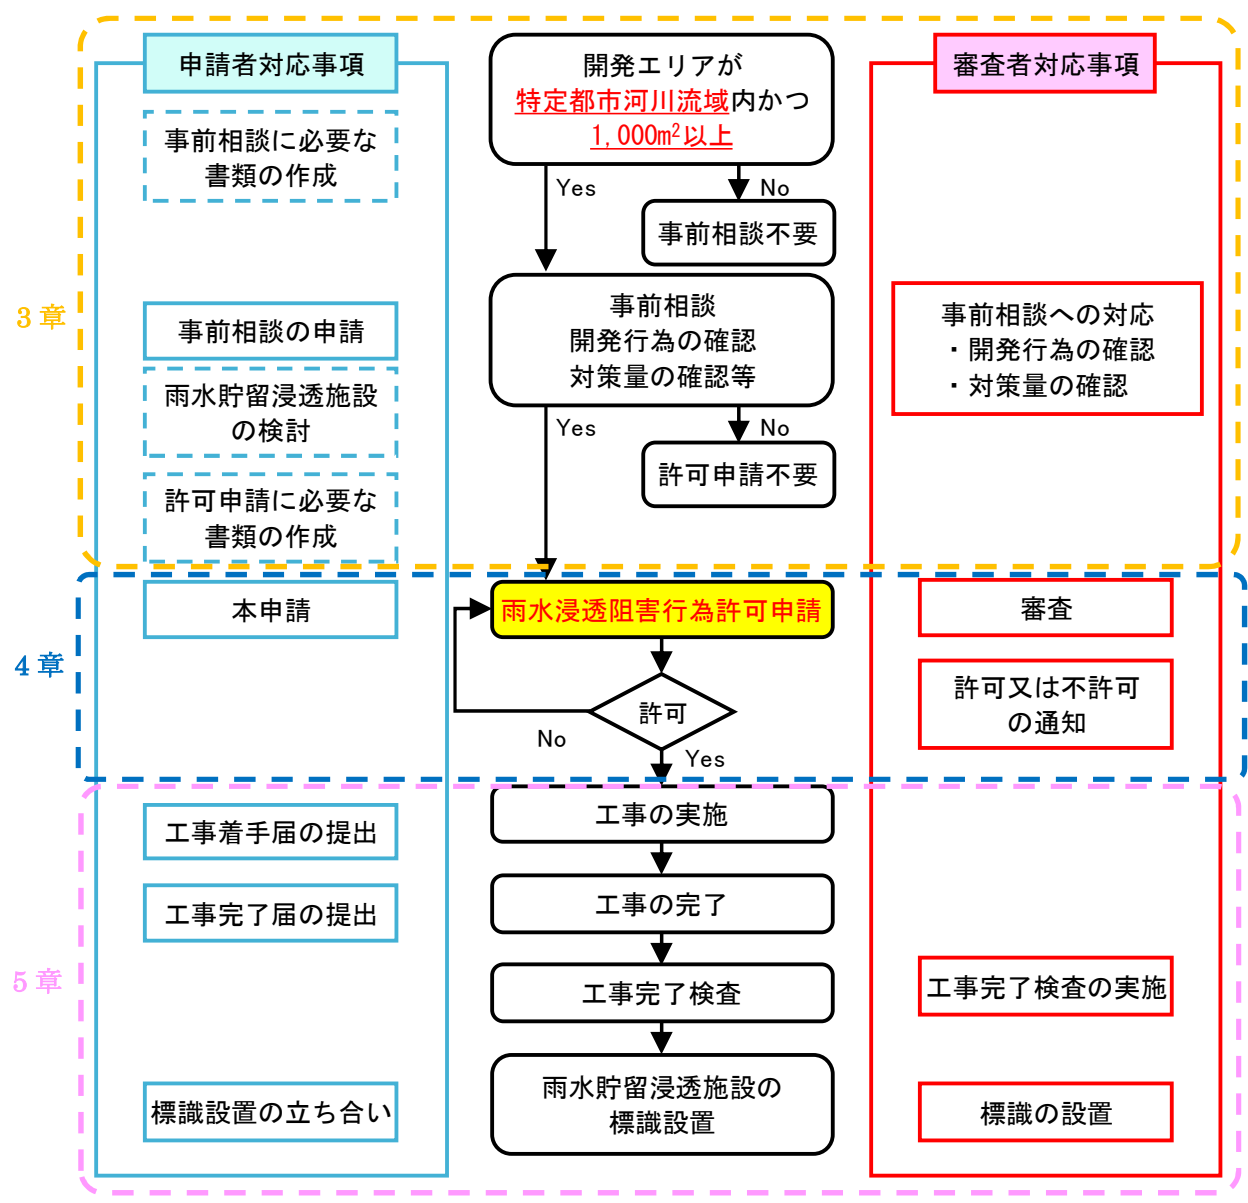 申請者対応事項
事前相談に必要な
書類の作成
事前相談の申請
雨水貯留浸透施設
の検討
許可申請に必要な
書類の作成
本申請
工事着手届の提出
工事完了届の提出
標識設置の立ち合い
開発エリアが
特定都市河川流域内かつ
1,000m²以上
Yes
No
事前相談不要
事前相談
開発行為の確認
対策量の確認等
Yes
No
許可申請不要
雨水浸透阻害行為許可申請
許可
No
Yes
工事の実施
工事の完了
工事完了検査
雨水貯留浸透施設の
標識設置
審査者対応事項
事前相談への対応
・開発行為の確認
・対策量の確認
審査
許可又は不許可
の通知
工事完了検査の実施
標識の設置
3章
4章
5章